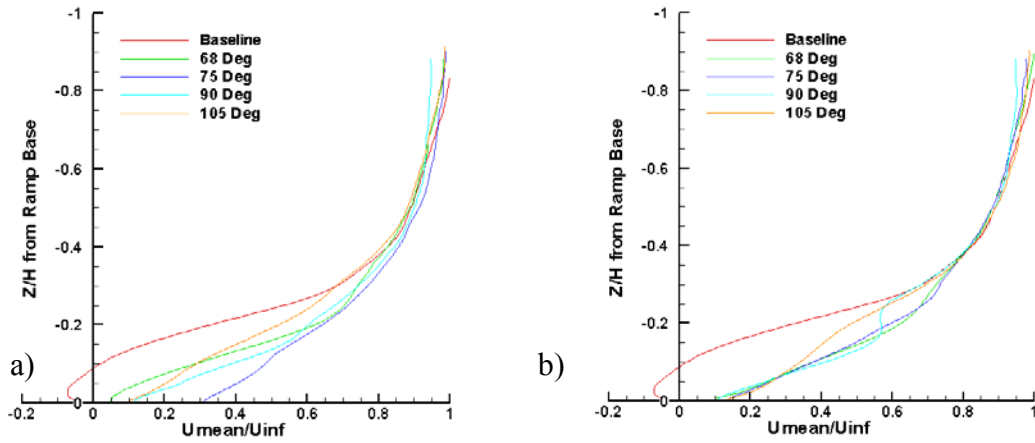 a)
Z/H from Ramp Base
-1
-0.8
-0.6
-0.4
-0.2
0
-0.2
0
0.2
0.4
0.6
0.8
1
Umean/Uinf
Baseline
68 Deg
75 Deg
90 Deg
105 Deg
b)
Z/H from Ramp Base
-1
-0.8
-0.6
-0.4
-0.2
0
-0.2
0
0.2
0.4
0.6
0.8
1
Umean/Uinf
Baseline
68 Deg
75 Deg
90 Deg
105 Deg